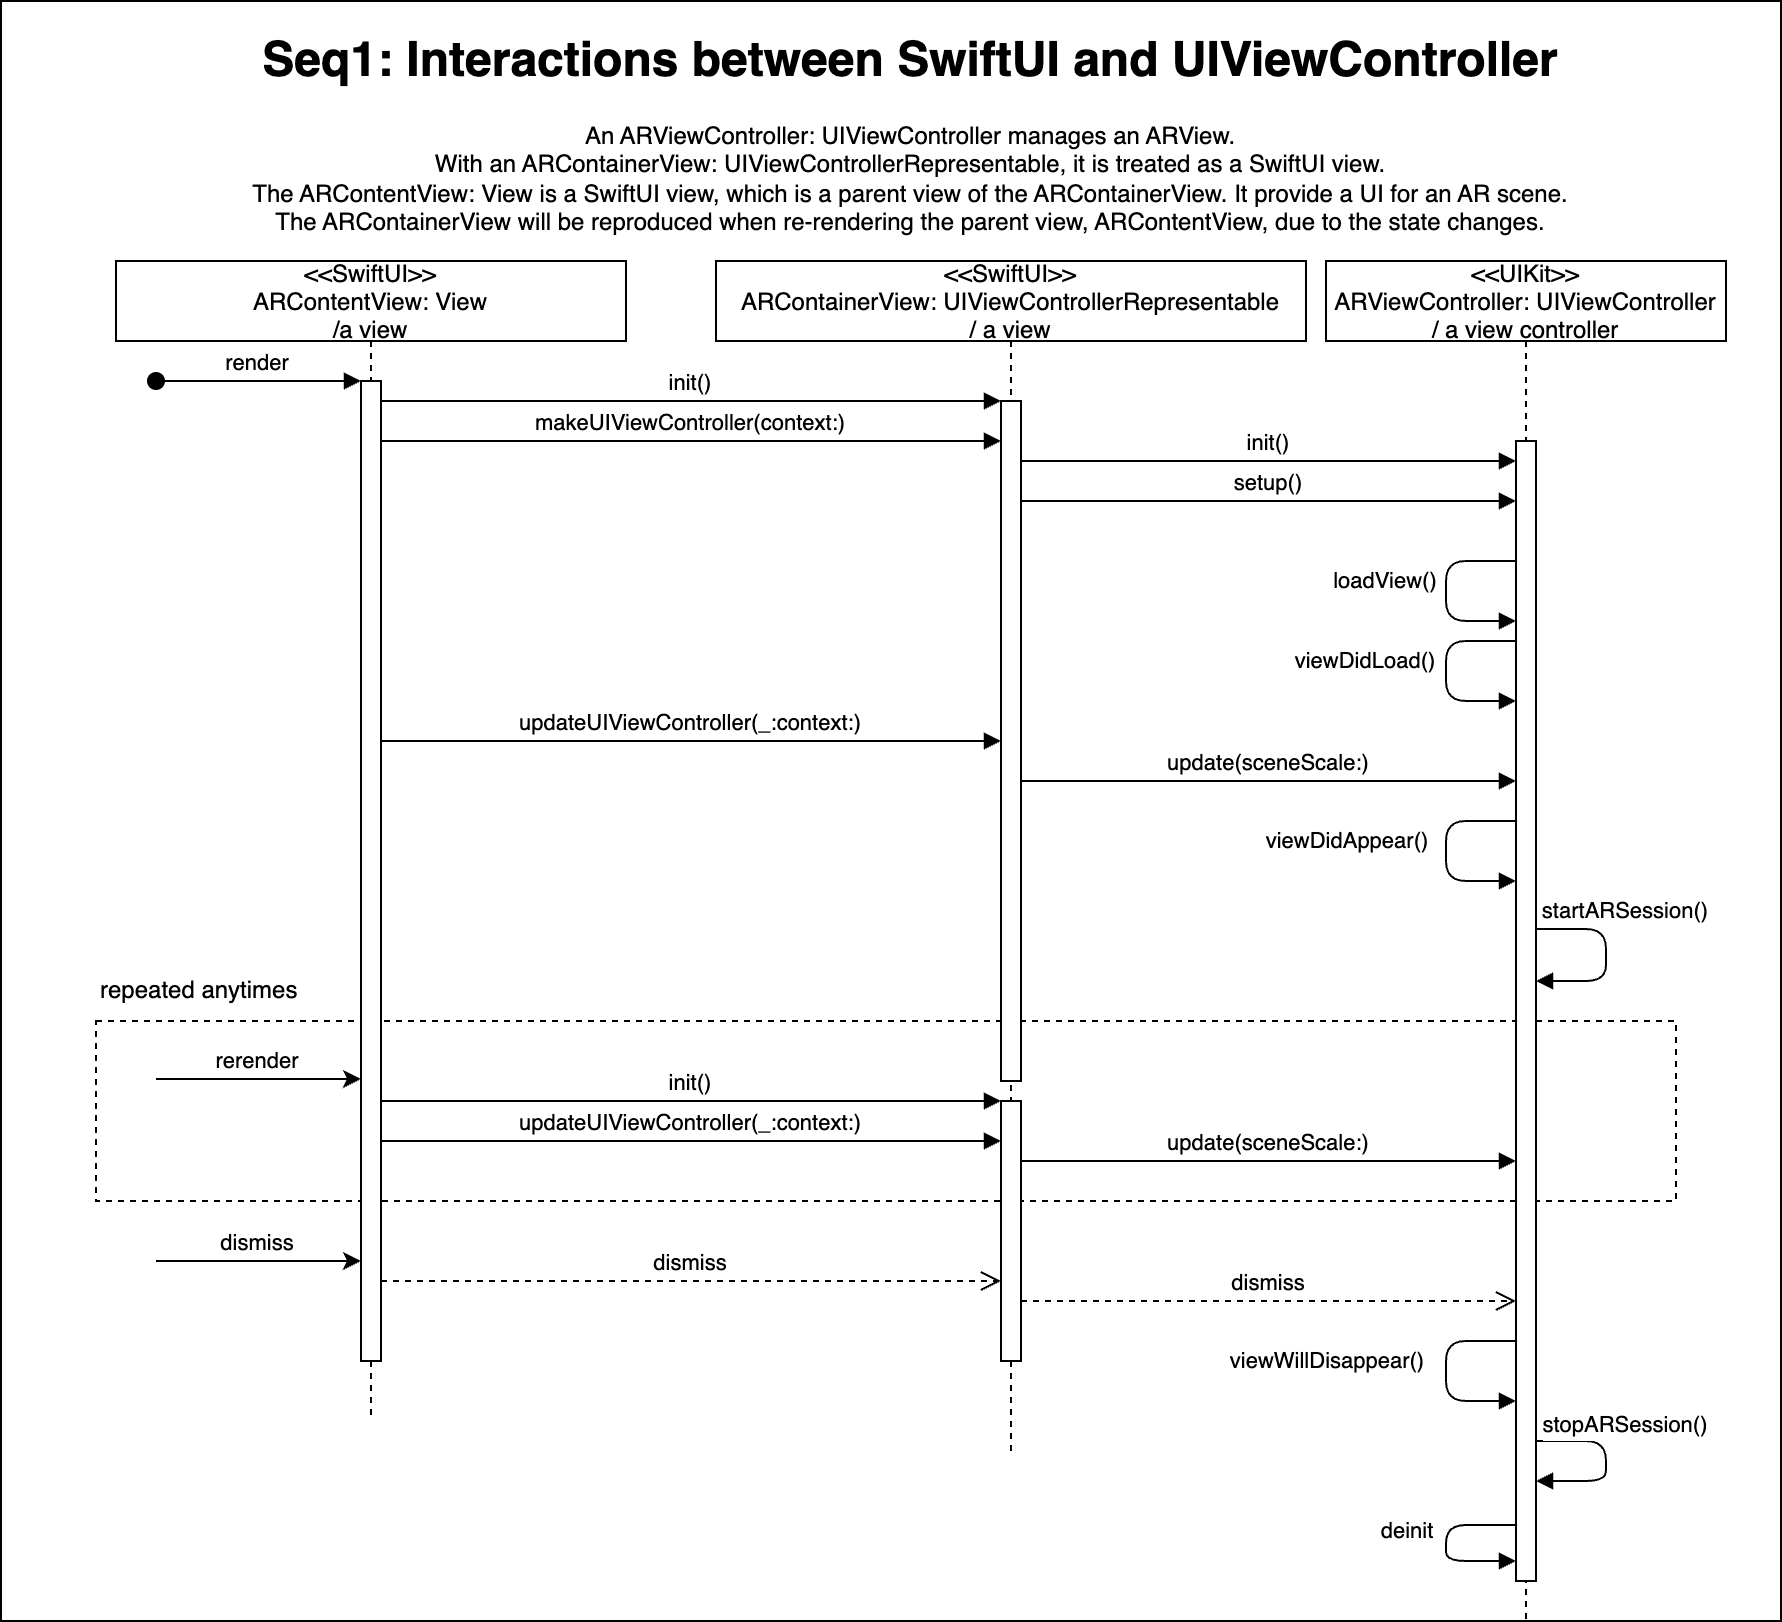 Seq1: Interactions between SwiftUI and UIViewController
An ARViewController: UIViewController manages an ARView.
With an ARContainerView: UIViewControllerRepresentable, it is treated as a SwiftUI view.
The ARContentView: View is a SwiftUI view, which is a parent view of the ARContainerView. It provide a UI for an AR scene.
The ARContainerView will be reproduced when re-rendering the parent view, ARContentView, due to the state changes.
<<SwiftUI>>
ARContentView: View
/a view
<<SwiftUI>>
ARContainerView: UIViewControllerRepresentable
/ a view
<<UIKit>>
ARViewController: UIViewController
/ a view controller
render
init()
makeUIViewController(context:)
init()
setup()
loadView()
viewDidLoad()
updateUIViewController(_:context:)
update(sceneScale:)
viewDidAppear()
startARSession()
repeated anytimes
rerender
init()
updateUIViewController(_:context:)
update(sceneScale:)
dismiss
dismiss
dismiss
viewWillDisappear()
stopARSession()
deinit